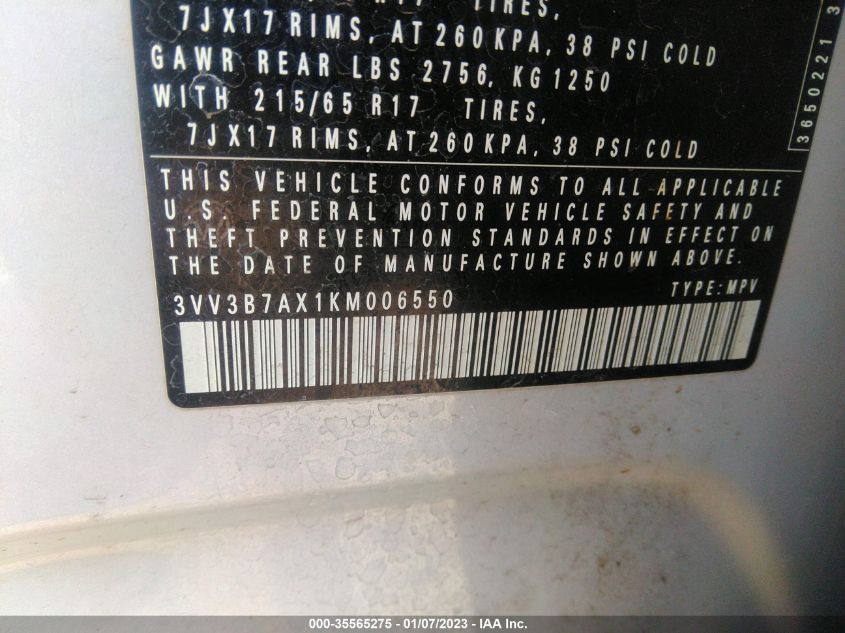 R17 TIRES,
7JX17 RIMS, AT 260 KPA, 38 PSI COLD
GAWR REAR LBS 2756, KG 1250
WITH 215/65 R17 TIRES,
7JX17 RIMS, AT 260 KPA, 38 PSI COLD
3650221 3
THIS VEHICLE CONFORMS TO ALL APPLICABLE
U.S. FEDERAL MOTOR VEHICLE SAFETY AND
THEFT PREVENTION STANDARDS IN EFFECT ON
THE DATE OF MANUFACTURE SHOWN ABOVE.
3VV3B7AX1KM006550 TYPE: MPV
000-35565275 - 01/07/2023 - IAA Inc.